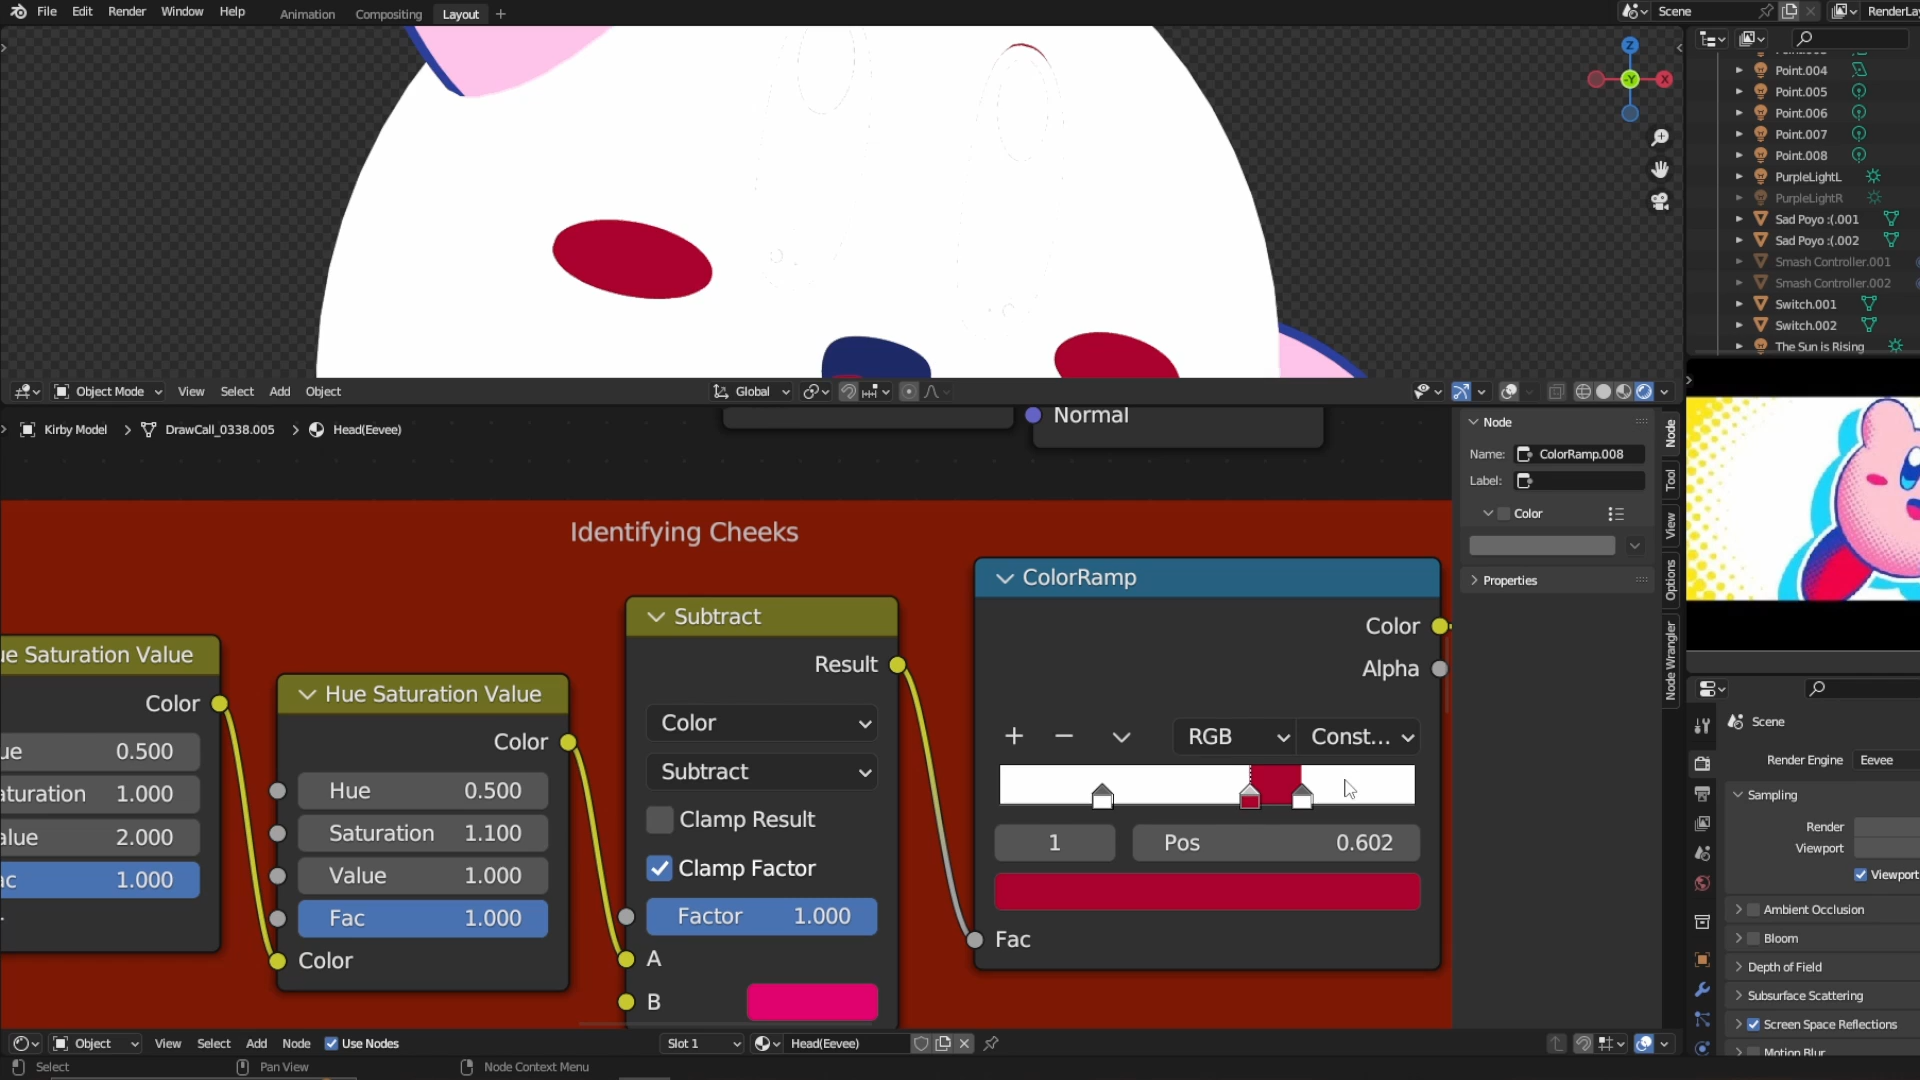 File Edit Render Window Help Animation Compositing Layout +
Scene
RenderLay
Point.004
Point.005
Point.006
Point.007
Point.008
PurpleLightL
PurpleLightR
Sad Poyo :(.001
Sad Poyo :(.002
Smash Controller.001
Smash Controller.002
Switch.001
Switch.002
The Sun is Rising
Z
-Y
X
Object Mode View Select Add Object
Global
Kirby Model > DrawCall_0338.005 > Head(Eevee)
Normal
Identifying Cheeks
ue Saturation Value
Color
ue 0.500
aturation 1.000
alue 2.000
ac 1.000
Hue Saturation Value
Color
Hue 0.500
Saturation 1.100
Value 1.000
Fac 1.000
Color
Subtract
Result
Color
Subtract
Clamp Result
Clamp Factor
Factor 1.000
A
B
ColorRamp
Color
Alpha
RGB
Const...
1
Pos 0.602
Fac
Node
Name: ColorRamp.008
Label:
Color
Properties
Node
Tool
View
Options
Node Wrangler
Scene
Render Engine Eevee
Sampling
Render
Viewport
Viewport
Ambient Occlusion
Bloom
Depth of Field
Subsurface Scattering
Screen Space Reflections
Motion Blur
Object View Select Add Node Use Nodes
Slot 1
Head(Eevee)
Select
Pan View
Node Context Menu